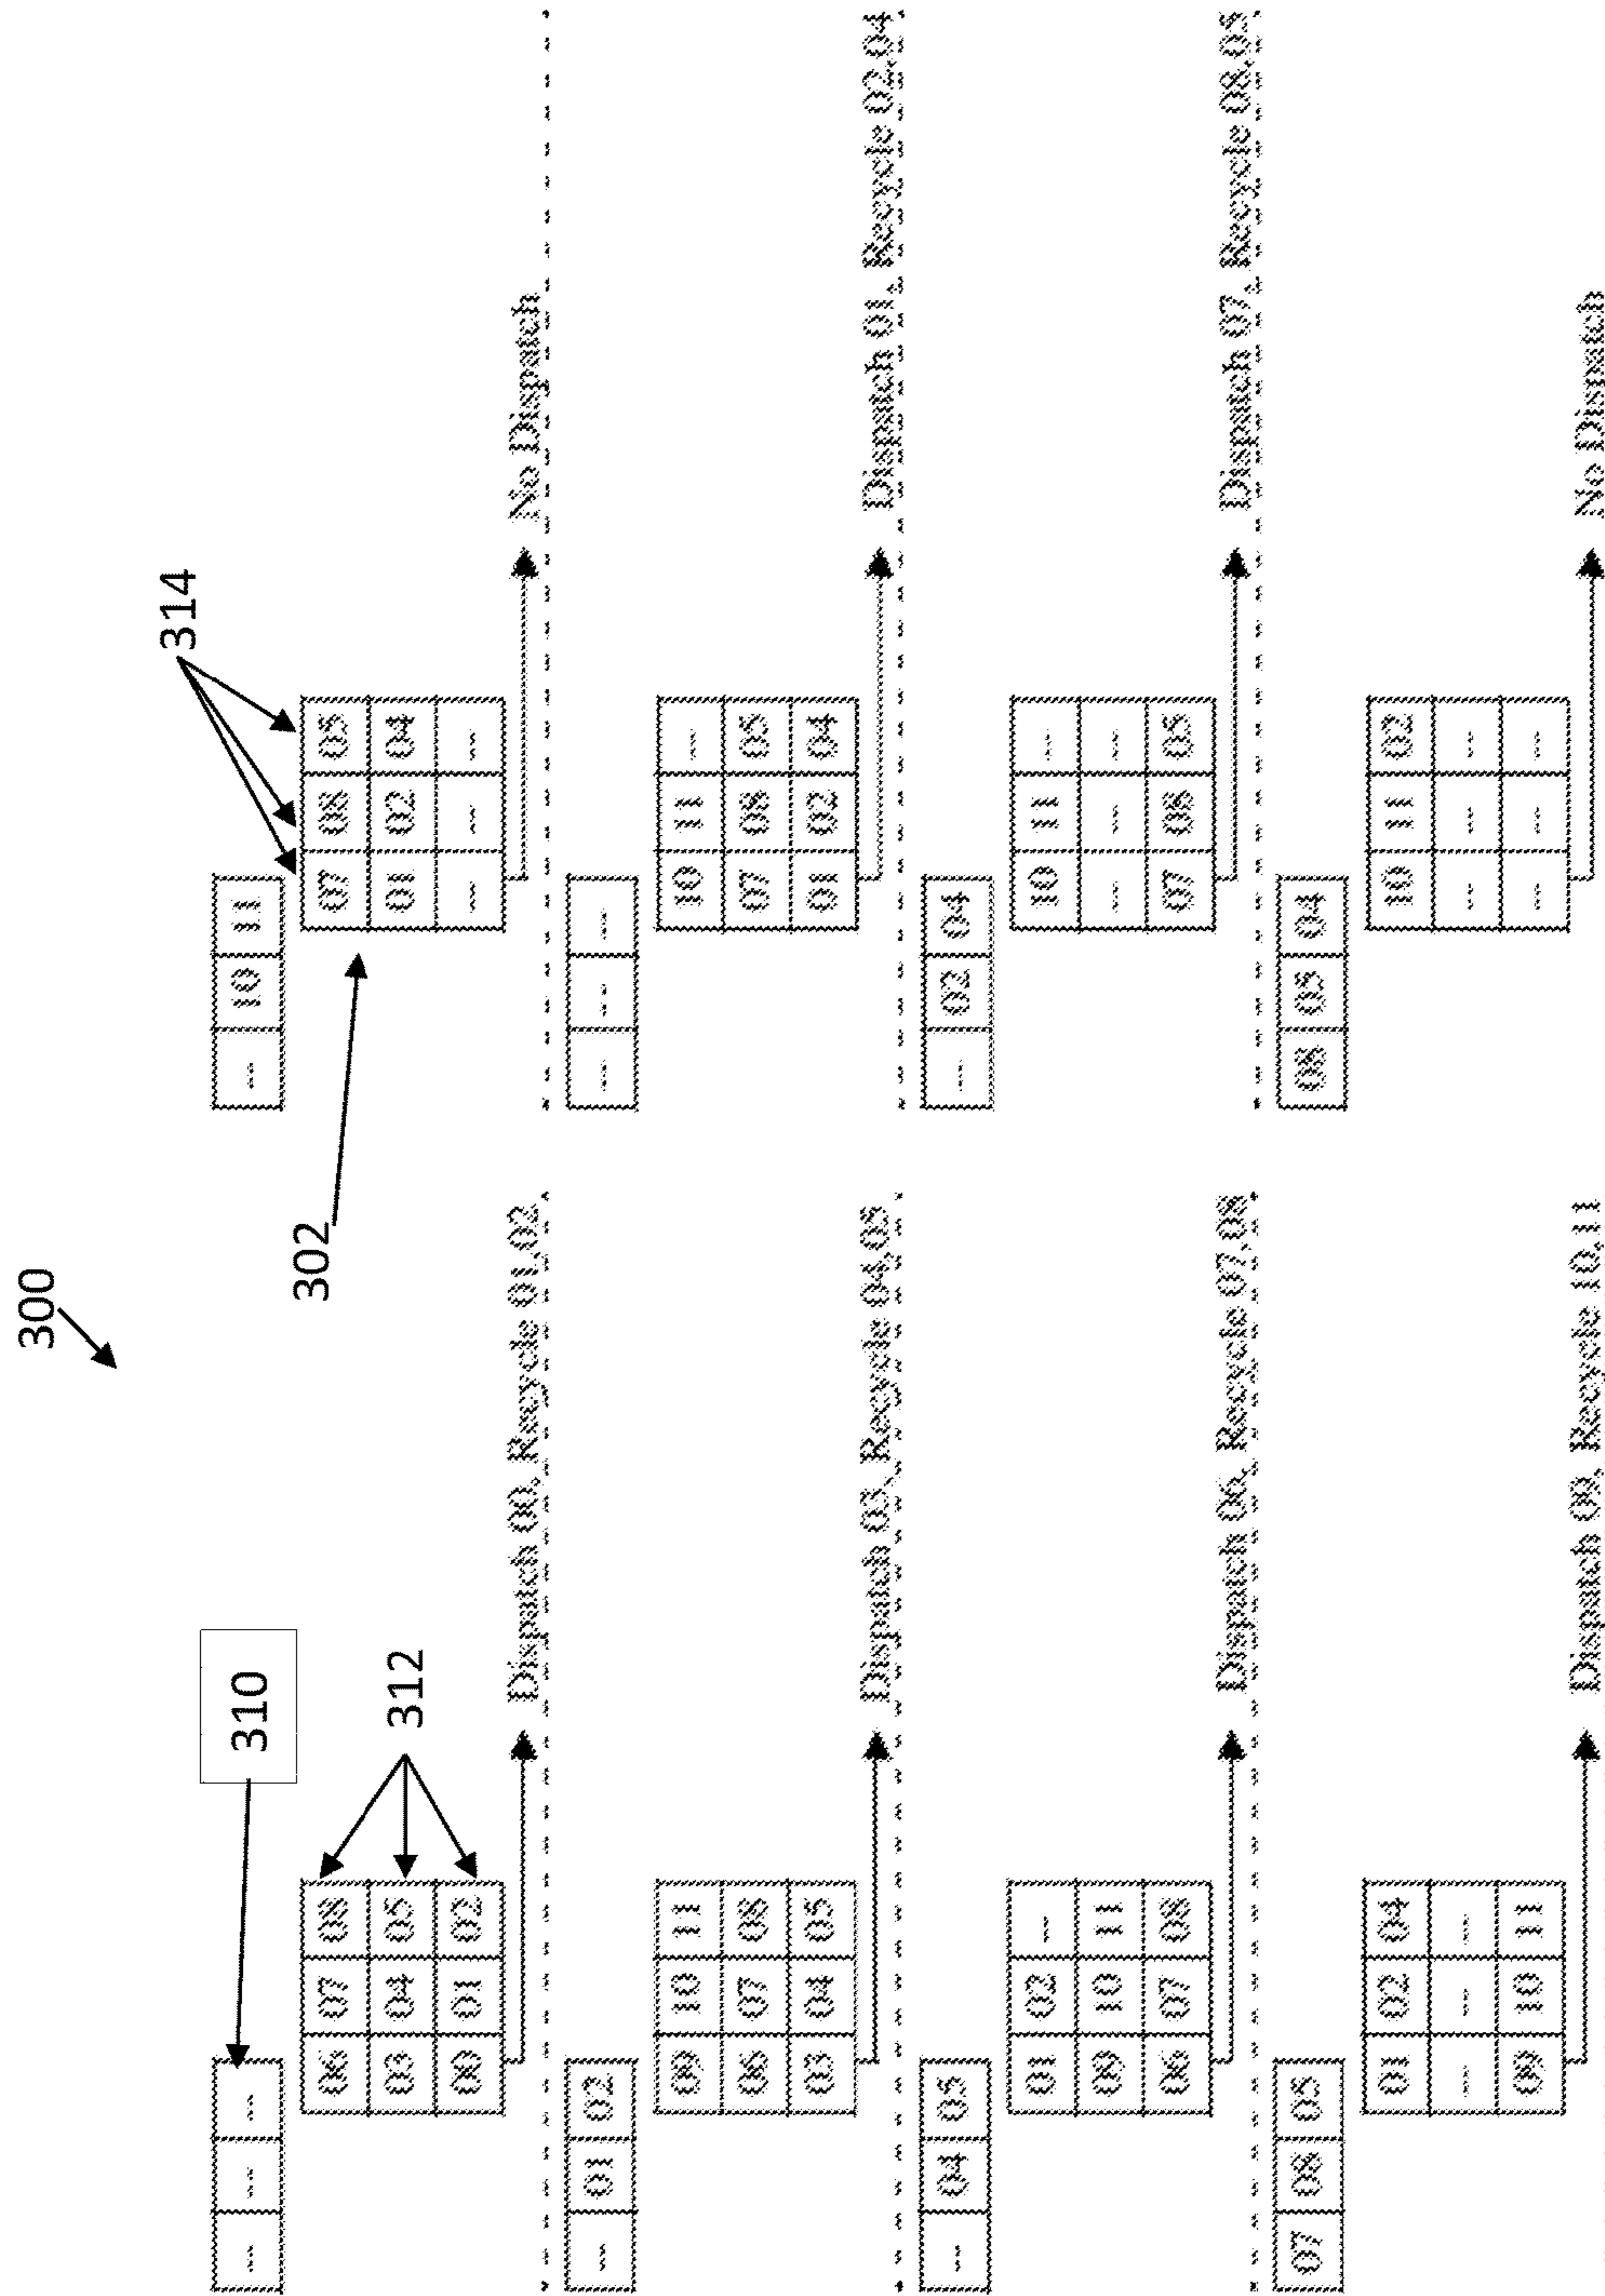 300
310
-- -- --
06 07 08
03 04 05
00 01 02
312
Dispatch 00, Recycle 01,02
-- 01 02
09 10 11
06 07 08
03 04 05
Dispatch 03, Recycle 04,05
-- 04 05
01 02 --
09 10 11
06 07 08
Dispatch 06, Recycle 07,08
07 08 05
01 02 04
-- -- --
09 10 11
Dispatch 09, Recycle 10,11
302
314
-- 10 11
07 08 05
01 02 04
-- -- --
No Dispatch
-- -- --
10 11 --
07 08 05
01 02 04
Dispatch 01, Recycle 02,04
-- 02 04
10 11 --
-- -- --
07 08 05
Dispatch 07, Recycle 08,05
08 05 04
10 11 02
-- -- --
-- -- --
No Dispatch